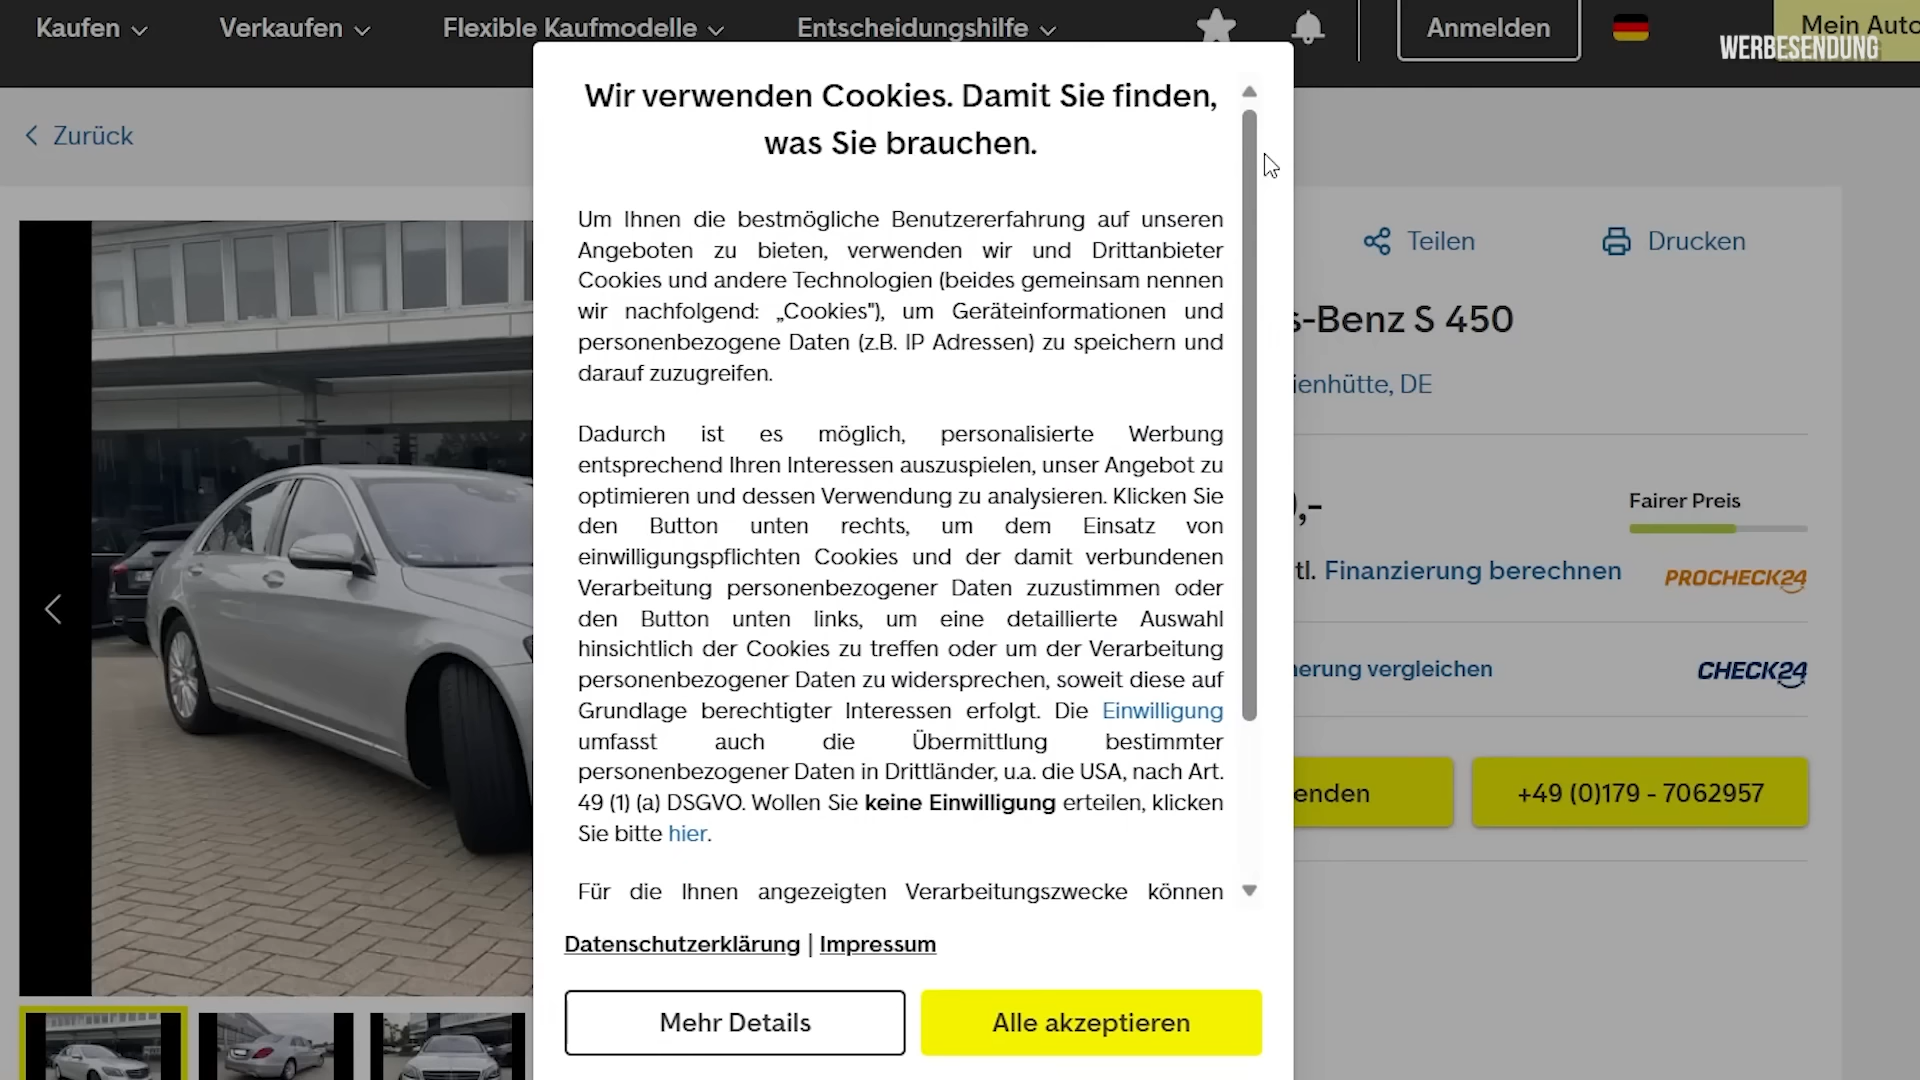 Kaufen
Verkaufen
Flexible Kaufmodelle
Entscheidungshilfe
Anmelden
Mein Auto
WERBESENDUNG
Zurück
Wir verwenden Cookies. Damit Sie finden,
was Sie brauchen.
Um Ihnen die bestmögliche Benutzererfahrung auf unseren
Angeboten zu bieten, verwenden wir und Drittanbieter
Cookies und andere Technologien (beides gemeinsam nennen
wir nachfolgend: „Cookies"), um Geräteinformationen und
personenbezogene Daten (z.B. IP Adressen) zu speichern und
darauf zuzugreifen.
Dadurch ist es möglich, personalisierte Werbung
entsprechend Ihren Interessen auszuspielen, unser Angebot zu
optimieren und dessen Verwendung zu analysieren. Klicken Sie
den Button unten rechts, um dem Einsatz von
einwilligungspflichten Cookies und der damit verbundenen
Verarbeitung personenbezogener Daten zuzustimmen oder
den Button unten links, um eine detaillierte Auswahl
hinsichtlich der Cookies zu treffen oder um der Verarbeitung
personenbezogener Daten zu widersprechen, soweit diese auf
Grundlage berechtigter Interessen erfolgt. Die Einwilligung
umfasst auch die Übermittlung bestimmter
personenbezogener Daten in Drittländer, u.a. die USA, nach Art.
49 (1) (a) DSGVO. Wollen Sie keine Einwilligung erteilen, klicken
Sie bitte hier.
Für die Ihnen angezeigten Verarbeitungszwecke können
Datenschutzerklärung | Impressum
Mehr Details
Alle akzeptieren
Teilen
Drucken
s-Benz S 450
ienhütte, DE
,-
Fairer Preis
tl. Finanzierung berechnen
PROCHECK24
herung vergleichen
CHECK24
enden
+49 (0)179 - 7062957